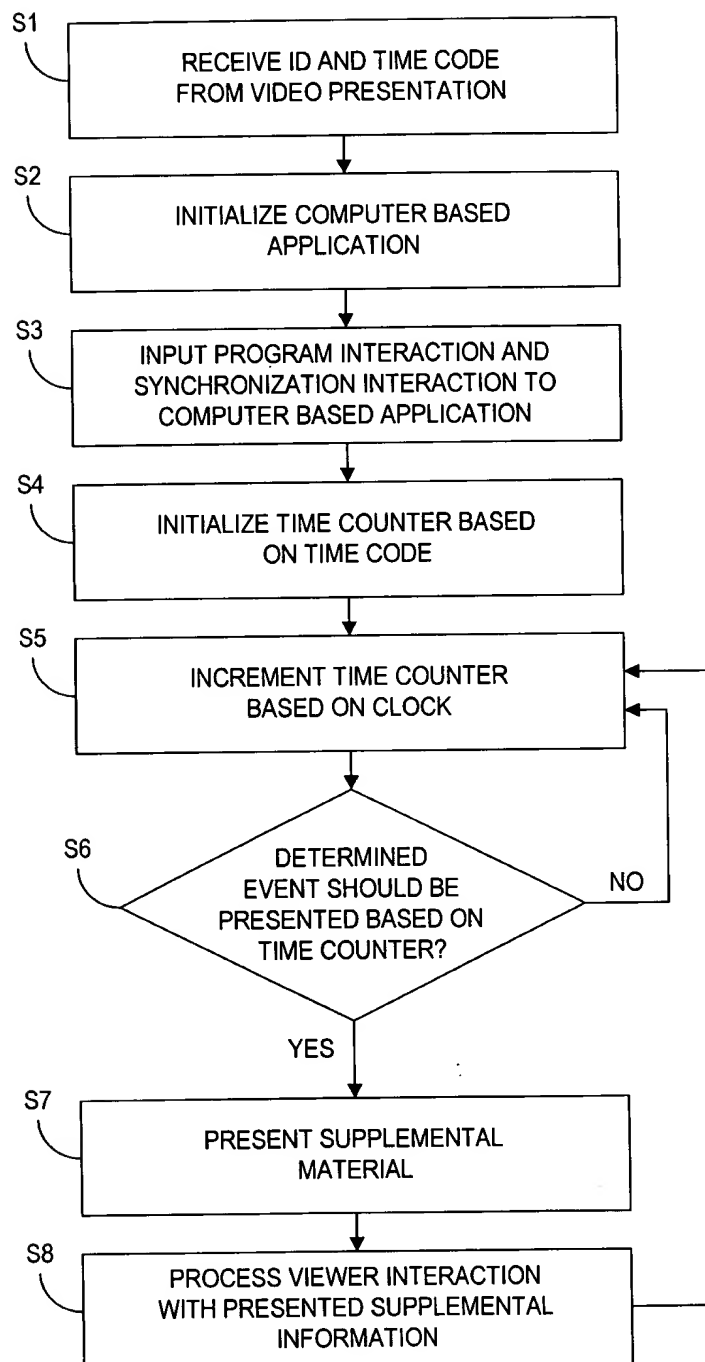 S1
RECEIVE ID AND TIME CODE
FROM VIDEO PRESENTATION
S2
INITIALIZE COMPUTER BASED
APPLICATION
S3
INPUT PROGRAM INTERACTION AND
SYNCHRONIZATION INTERACTION TO
COMPUTER BASED APPLICATION
S4
INITIALIZE TIME COUNTER BASED
ON TIME CODE
S5
INCREMENT TIME COUNTER
BASED ON CLOCK
S6
DETERMINED
EVENT SHOULD BE
PRESENTED BASED ON
TIME COUNTER?
NO
YES
S7
PRESENT SUPPLEMENTAL
MATERIAL
S8
PROCESS VIEWER INTERACTION
WITH PRESENTED SUPPLEMENTAL
INFORMATION